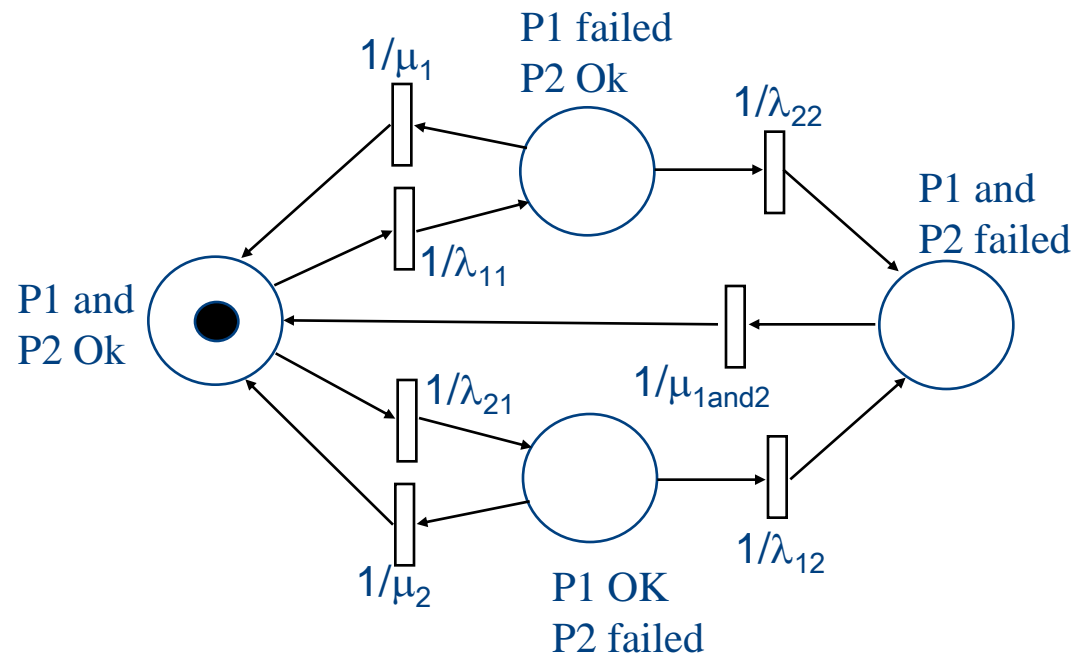 P1 failed
P2 Ok
1/μ₁
1/λ₂₂
P1 and
P2 failed
1/λ₁₁
P1 and
P2 Ok
1/μ₁and₂
1/λ₂₁
1/λ₁₂
1/μ₂
P1 OK
P2 failed